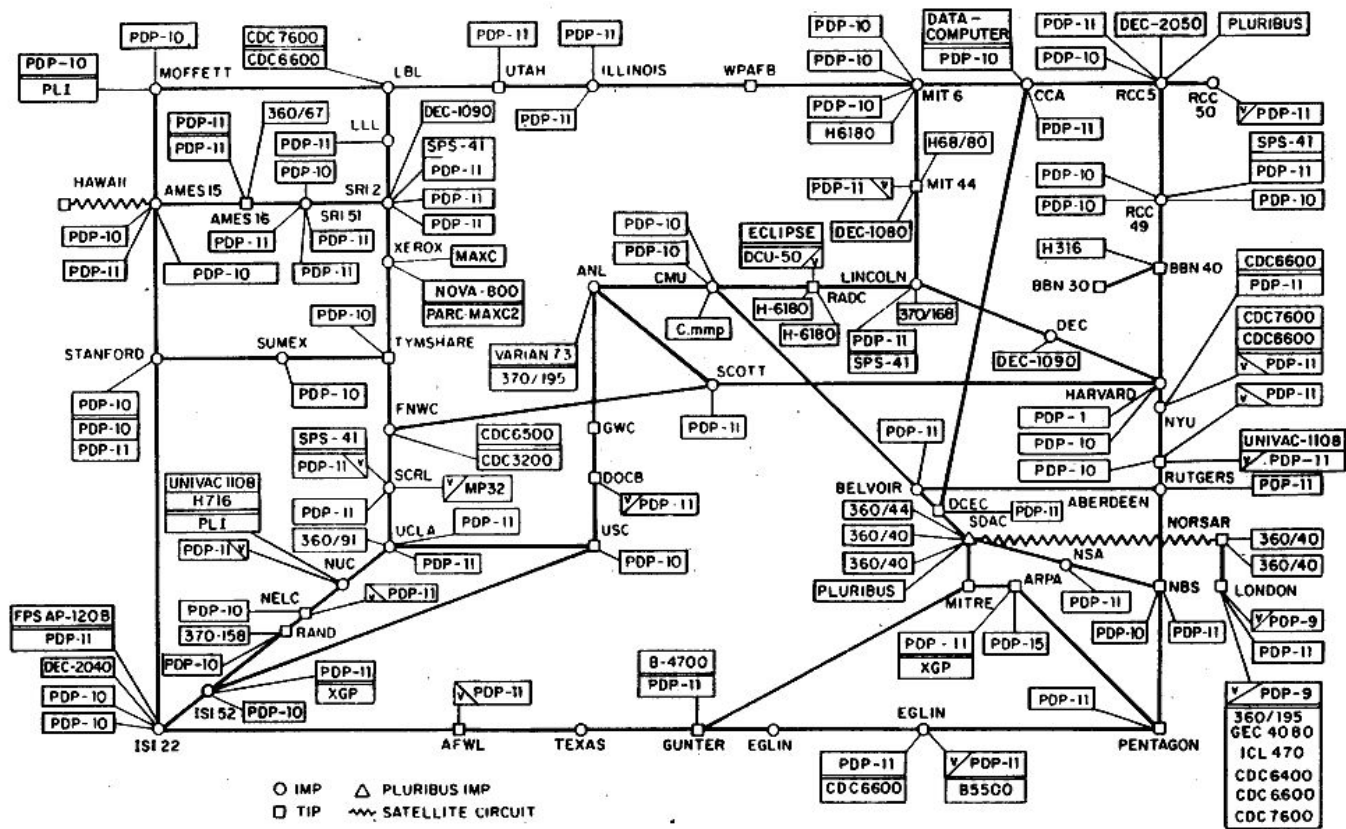 PDP-10
CDC7600
CDC6600
PDP-11
PDP-11
PDP-10
PDP-10
DATA-
COMPUTER
PDP-10
PDP-11
PDP-10
DEC-2050
PLURIBUS
PDP-10
PLI
MOFFETT
LBL
UTAH
ILLINOIS
WPAFB
MIT 6
CCA
RCC 5
RCC
50
PDP-11
PDP-10
H6180
PDP-11
V PDP-11
LLL
PDP-11
DEC-1090
PDP-11
PDP-11
360/67
SPS-41
PDP-11
PDP-11
PDP-11
PDP-10
H68/80
PDP-11 V
MIT 44
DEC-1080
SPS-41
PDP-11
PDP-10
PDP-10
PDP-10
RCC
49
HAWAII
AMES 15
AMES 16
SRI 51
SRI 2
PDP-10
PDP-11
PDP-10
PDP-11
PDP-11
PDP-11
XEROX
MAXC
NOVA-800
PARC-MAXC2
PDP-10
PDP-10
ECLIPSE
DCU-50 V
ANL
CMU
RADC
LINCOLN
H-6180
H-6180
C.mmp
370/168
PDP-11
SPS-41
H316
BBN 40
BBN 30
CDC6600
PDP-11
CDC7600
CDC6600
V PDP-11
V PDP-11
DEC
DEC-1090
PDP-10
STANFORD
SUMEX
TYMSHARE
PDP-10
PDP-10
PDP-10
PDP-11
VARIAN 73
370/195
SCOTT
PDP-11
HARVARD
PDP-1
PDP-10
PDP-10
NYU
FNWC
CDC6500
CDC3200
GWC
SPS-41
PDP-11 V
SCRL
V MP32
PDP-11
DOCB
V PDP-11
PDP-11
BELVOIR
UNIVAC-1108
V PDP-11
RUTGERS
PDP-11
ABERDEEN
DCEC
PDP-11
SDAC
360/44
360/40
360/40
PLURIBUS
NORSAR
360/40
360/40
UNIVAC 1108
H716
PLI
PDP-11 V
360/91
UCLA
PDP-11
PDP-11
USC
PDP-10
NUC
NELC
PDP-10
V PDP-11
370-158
RAND
PDP-10
NSA
PDP-11
ARPA
MITRE
PDP-11
XGP
PDP-15
NBS
PDP-10
PDP-11
LONDON
V PDP-9
PDP-11
V PDP-9
360/195
GEC 4080
ICL 470
CDC6400
CDC6600
CDC7600
FPS AP-120B
PDP-11
DEC-2040
PDP-10
PDP-10
ISI 22
ISI 52
PDP-11
XGP
PDP-10
V PDP-11
AFWL
TEXAS
B-4700
PDP-11
GUNTER
EGLIN
EGLIN
PDP-11
CDC6600
V PDP-11
B5500
PDP-11
PENTAGON
IMP
PLURIBUS IMP
TIP
SATELLITE CIRCUIT